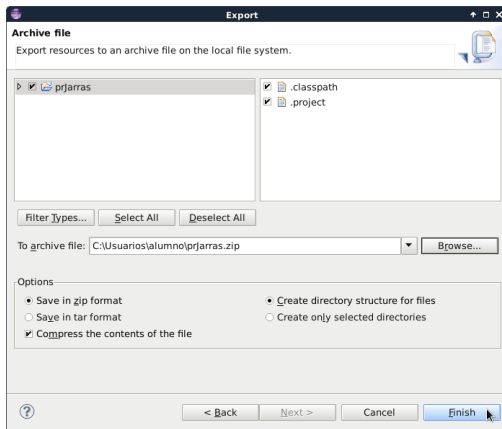 Export
Archive file
Export resources to an archive file on the local file system.
prJarras
.classpath
.project
Filter Types...
Select All
Deselect All
To archive file:
C:\Usuarios\alumno\prJarras.zip
Browse...
Options
Save in zip format
Create directory structure for files
Save in tar format
Create only selected directories
Compress the contents of the file
?
< Back
Next >
Cancel
Finish